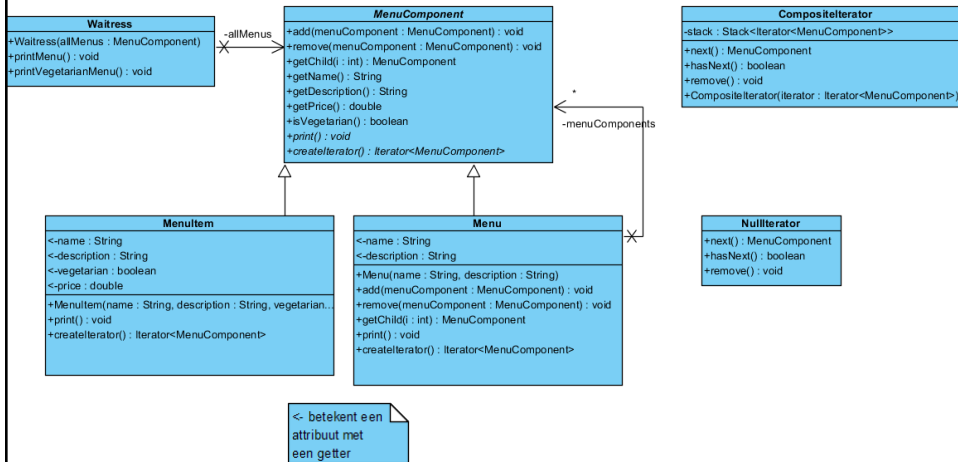 Waitress
+Waitress(allMenus : MenuComponent)
+printMenu() : void
+printVegetarianMenu() : void
-allMenus
MenuComponent
+add(menuComponent : MenuComponent) : void
+remove(menuComponent : MenuComponent) : void
+getChild(i : int) : MenuComponent
+getName() : String
+getDescription() : String
+getPrice() : double
+isVegetarian() : boolean
+print() : void
+createIterator() : Iterator<MenuComponent>
*
-menuComponents
CompositeIterator
-stack : Stack<Iterator<MenuComponent>>
+next() : MenuComponent
+hasNext() : boolean
+remove() : void
+CompositeIterator(iterator : Iterator<MenuComponent>)
MenuItem
<-name : String
<-description : String
<-vegetarian : boolean
<-price : double
+MenuItem(name : String, description : String, vegetarian...
+print() : void
+createIterator() : Iterator<MenuComponent>
Menu
<-name : String
<-description : String
+Menu(name : String, description : String)
+add(menuComponent : MenuComponent) : void
+remove(menuComponent : MenuComponent) : void
+getChild(i : int) : MenuComponent
+print() : void
+createIterator() : Iterator<MenuComponent>
NullIterator
+next() : MenuComponent
+hasNext() : boolean
+remove() : void
<- betekent een
attribuut met
een getter